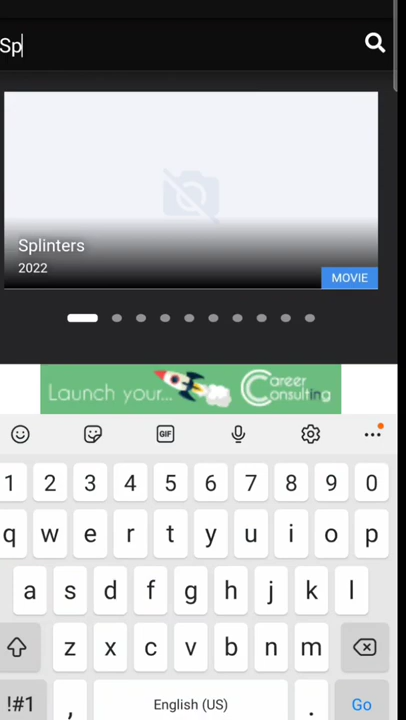 Sp
Splinters
2022
MOVIE
Launch your...
Career
Consulting
GIF
1 2 3 4 5 6 7 8 9 0
q w e r t y u i o p
a s d f g h j k l
z x c v b n m
!#1 , English (US) . Go